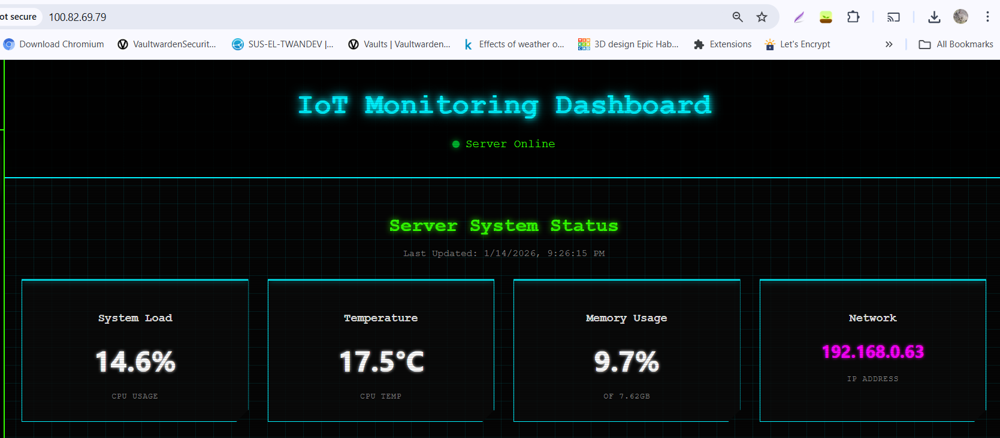 ot secure 100.82.69.79
Download Chromium VaultwardenSecurit... SUS-EL-TWANDEV |... Vaults | Vaultwarden... Effects of weather o... 3D design Epic Hab... Extensions Let's Encrypt » All Bookmarks
IoT Monitoring Dashboard
Server Online
Server System Status
Last Updated: 1/14/2026, 9:26:15 PM
System Load Temperature Memory Usage Network
14.6% 17.5°C 9.7% 192.168.0.63
CPU USAGE CPU TEMP OF 7.62GB IP ADDRESS